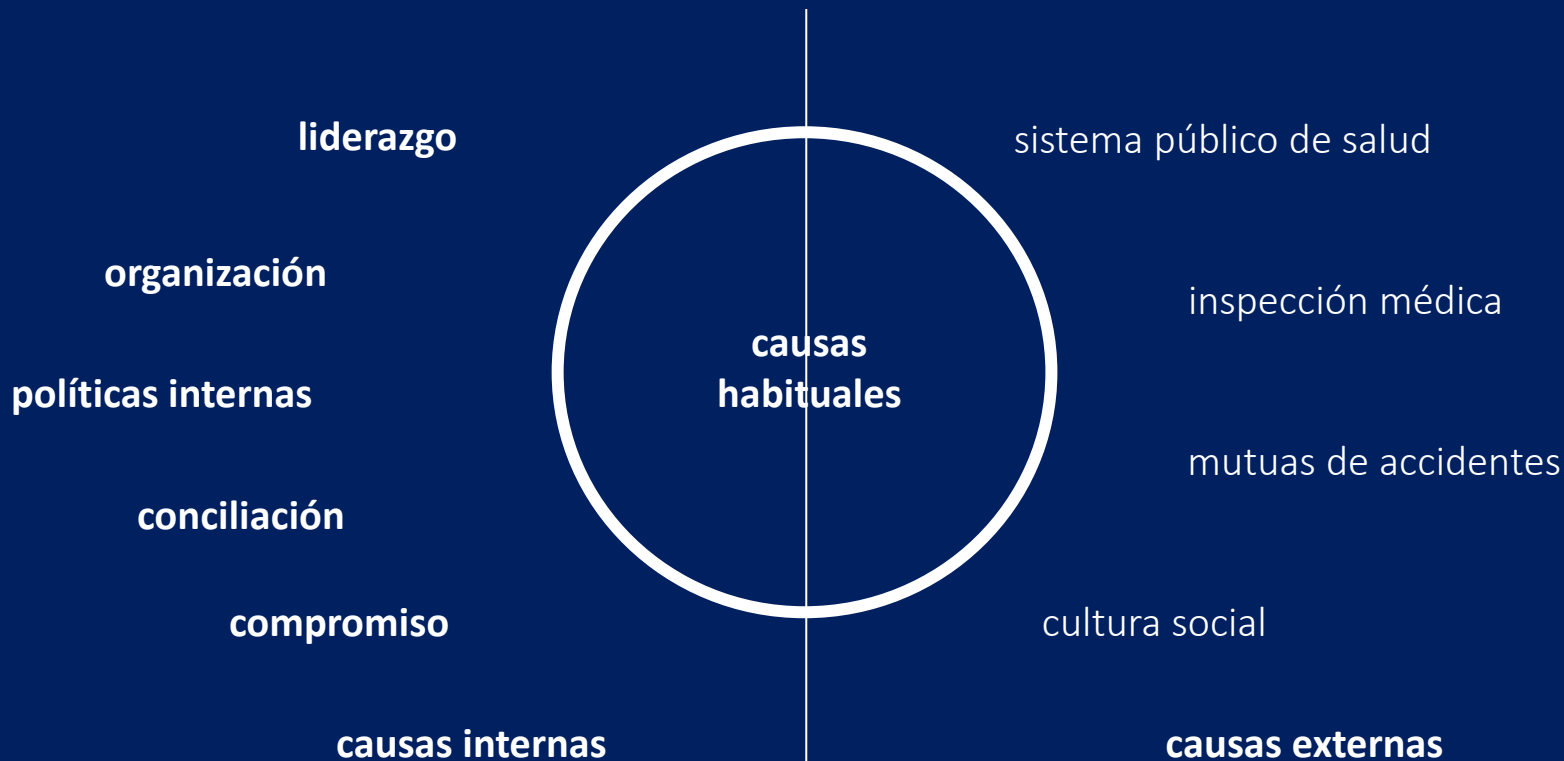 liderazgo
organización
políticas internas
conciliación
compromiso
causas internas
causas
habituales
sistema público de salud
inspección médica
mutuas de accidentes
cultura social
causas externas